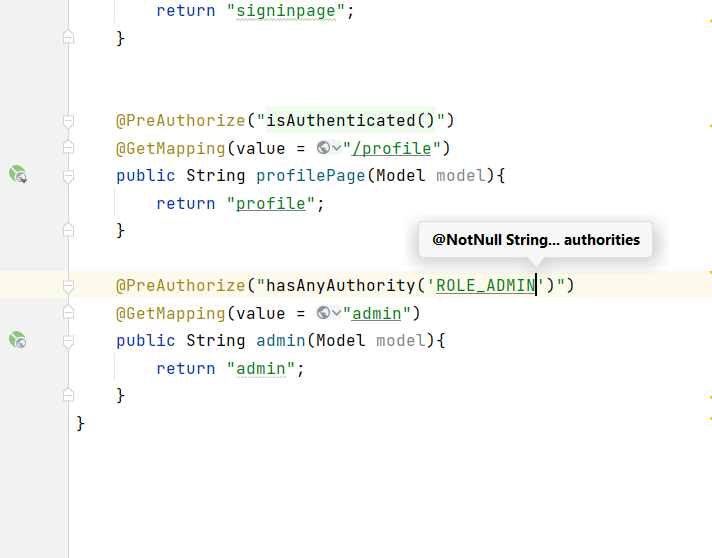 return "signinpage";
}
@PreAuthorize("isAuthenticated()")
@GetMapping(value = "/profile")
public String profilePage(Model model){
return "profile";
}
@NotNull String... authorities
@PreAuthorize("hasAnyAuthority('ROLE_ADMIN')")
@GetMapping(value = "admin")
public String admin(Model model){
return "admin";
}
}